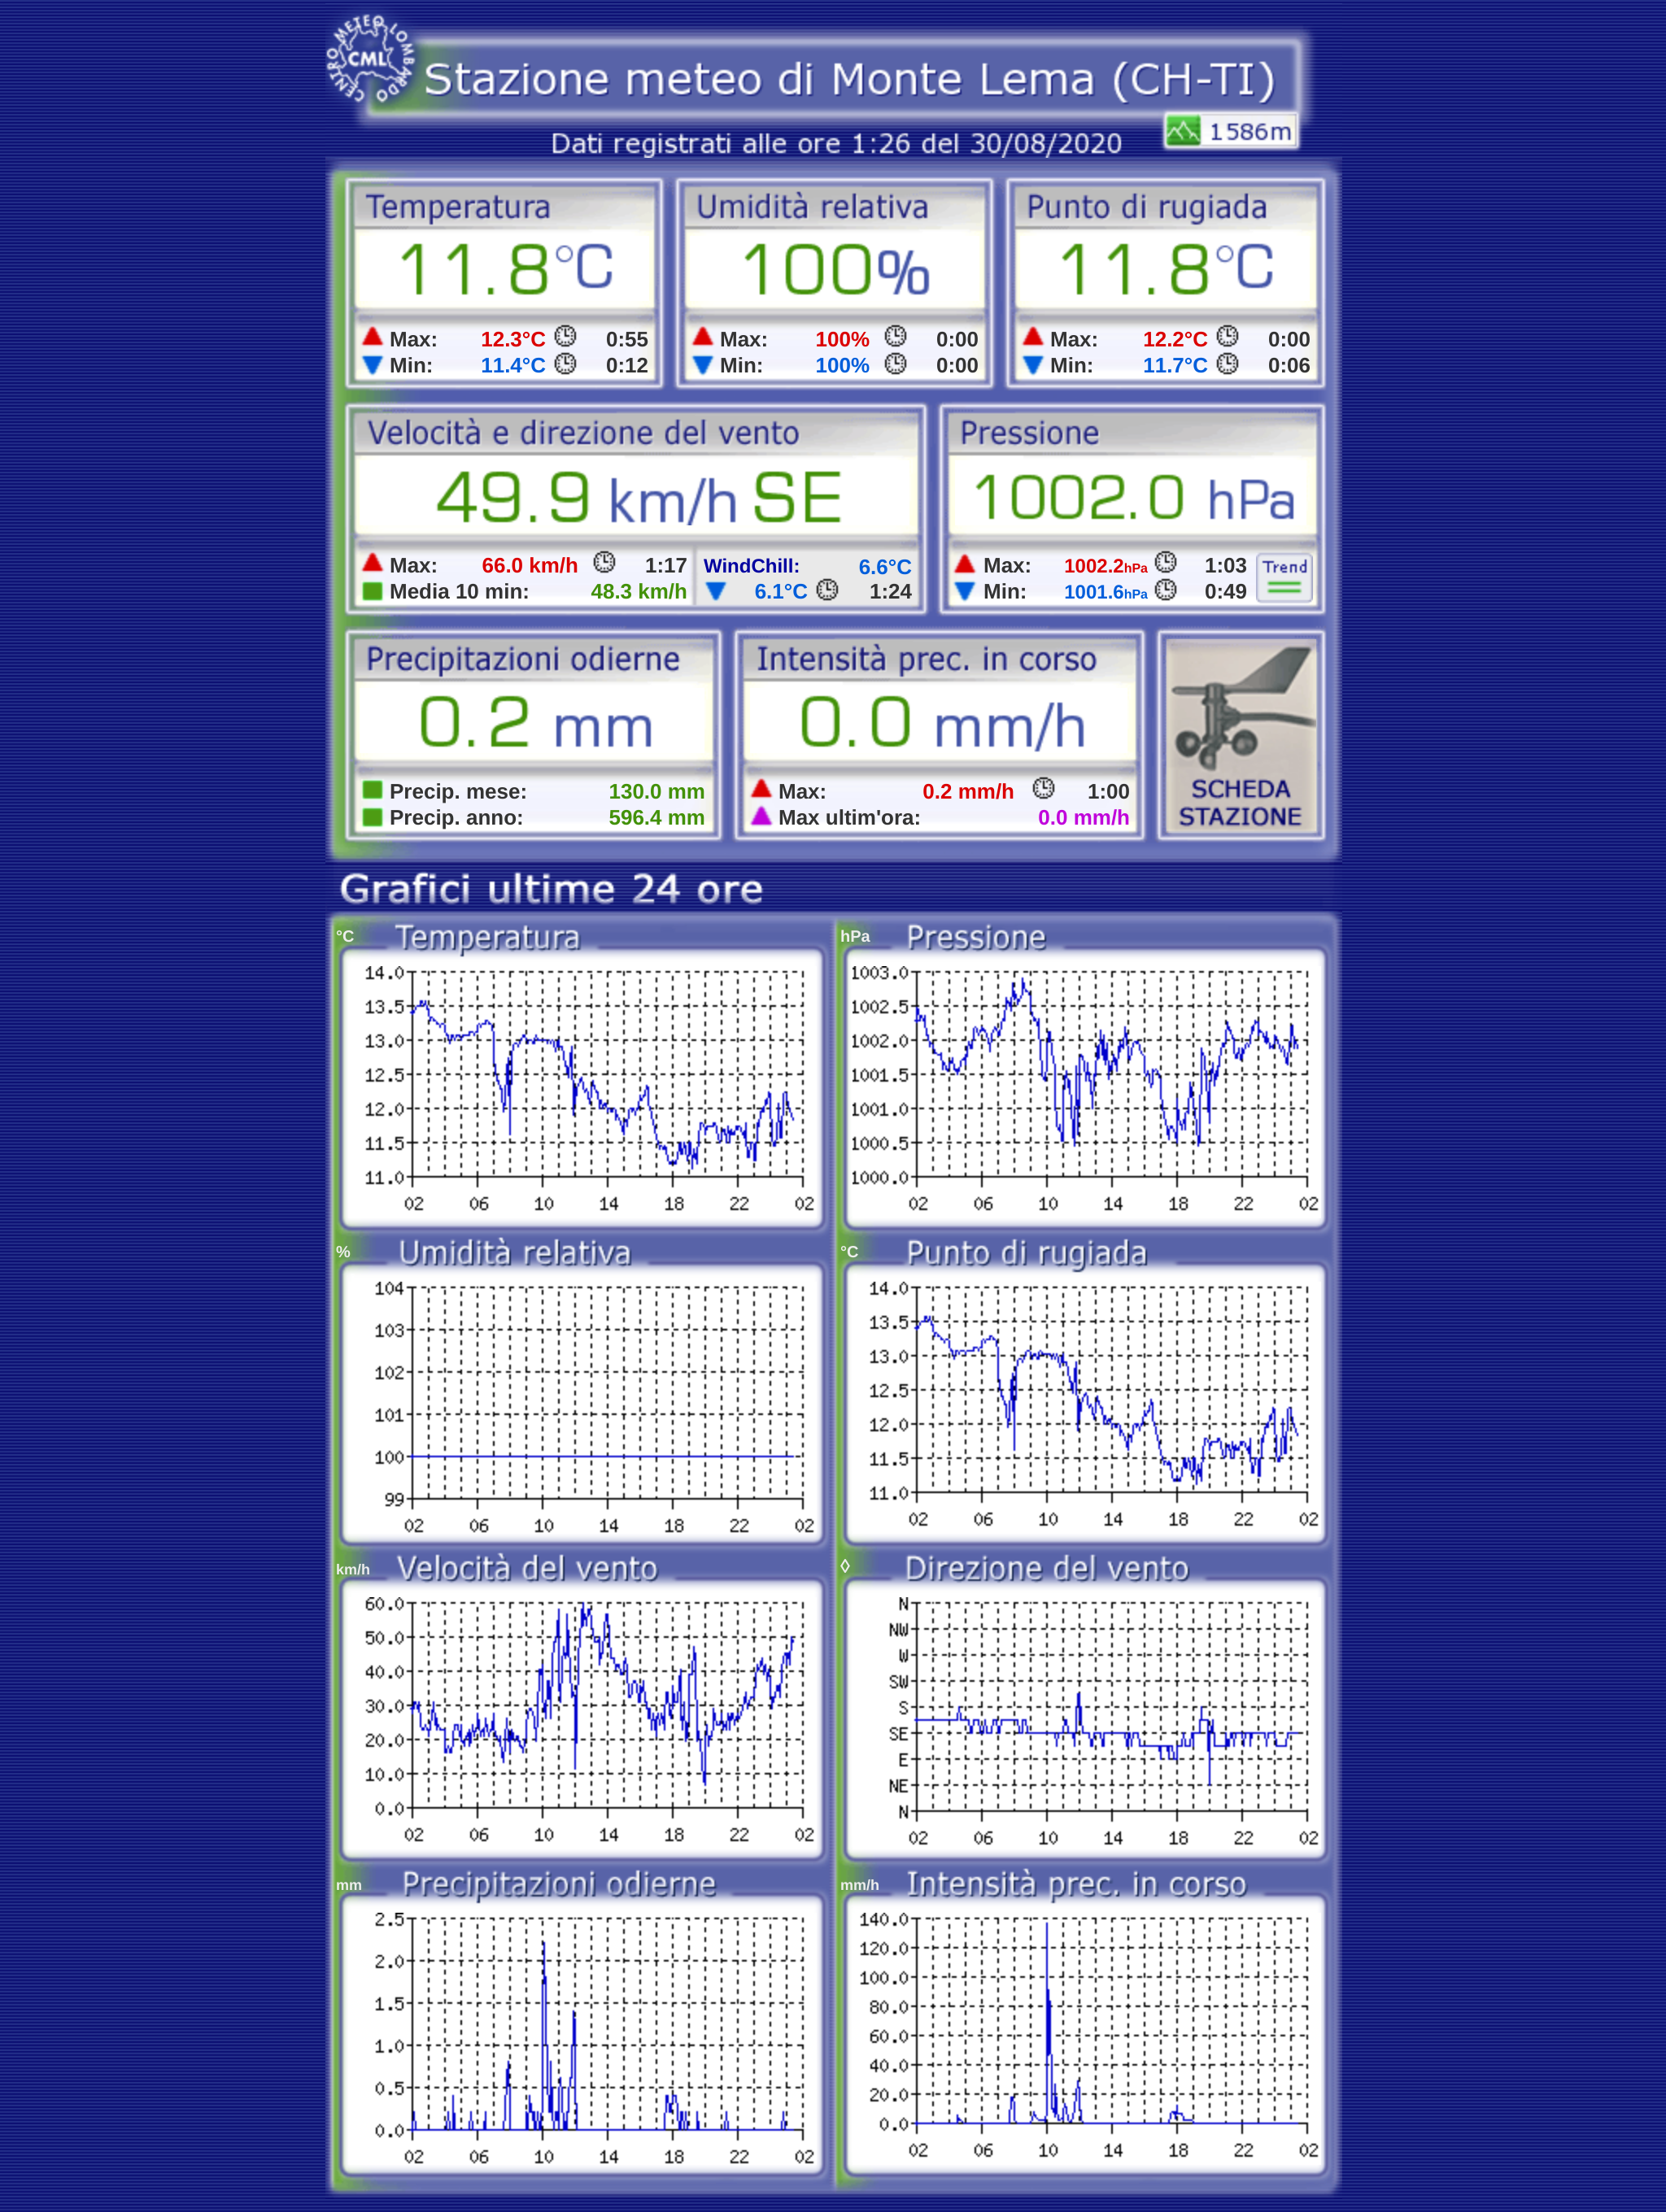 CENTRO METEO LOMBARDO
CML
Stazione meteo di Monte Lema (CH-TI)
Dati registrati alle ore 1:26 del 30/08/2020
1586m
Temperatura Umidità relativa Punto di rugiada
11.8°C 100% 11.8°C
Max: 12.3°C 0:55 Max: 100% 0:00 Max: 12.2°C 0:00
Min: 11.4°C 0:12 Min: 100% 0:00 Min: 11.7°C 0:06
Velocità e direzione del vento Pressione
49.9 km/h SE 1002.0 hPa
Max: 66.0 km/h 1:17 WindChill: 6.6°C Max: 1002.2hPa 1:03 Trend
Media 10 min: 48.3 km/h 6.1°C 1:24 Min: 1001.6hPa 0:49
Precipitazioni odierne Intensità prec. in corso
0.2 mm 0.0 mm/h
Precip. mese: 130.0 mm Max: 0.2 mm/h 1:00 SCHEDA
Precip. anno: 596.4 mm Max ultim'ora: 0.0 mm/h STAZIONE
Grafici ultime 24 ore
°C Temperatura hPa Pressione
14.0 1003.0
13.5 1002.5
13.0 1002.0
12.5 1001.5
12.0 1001.0
11.5 1000.5
11.0 1000.0
02 06 10 14 18 22 02 02 06 10 14 18 22 02
% Umidità relativa °C Punto di rugiada
104 14.0
103 13.5
102 13.0
101 12.5
100 12.0
99 11.5
11.0
02 06 10 14 18 22 02 02 06 10 14 18 22 02
km/h Velocità del vento ◊ Direzione del vento
60.0 N
50.0 NW
40.0 W
30.0 SW
20.0 S
10.0 SE
0.0 E
NE
N
02 06 10 14 18 22 02 02 06 10 14 18 22 02
mm Precipitazioni odierne mm/h Intensità prec. in corso
2.5 140.0
2.0 120.0
1.5 100.0
1.0 80.0
0.5 60.0
0.0 40.0
20.0
0.0
02 06 10 14 18 22 02 02 06 10 14 18 22 02